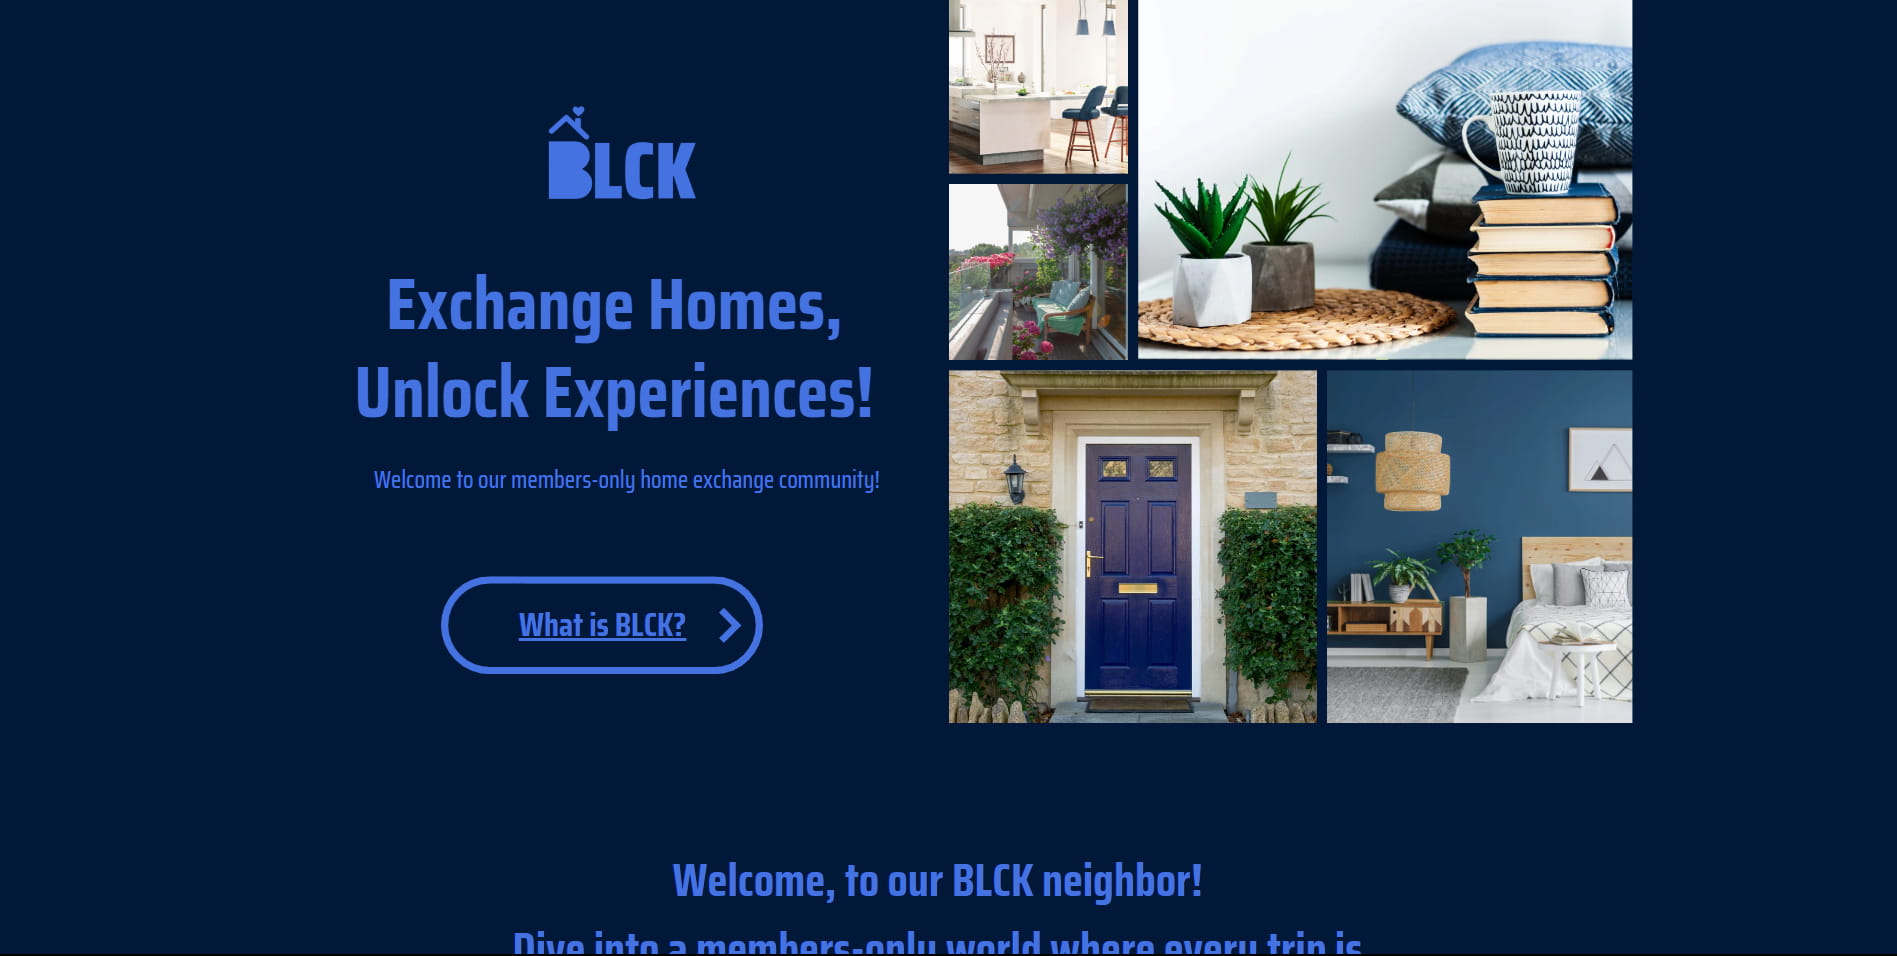 BLCK
Exchange Homes,
Unlock Experiences!
Welcome to our members-only home exchange community!
What is BLCK?
Welcome, to our BLCK neighbor!
Dive into a members-only world where every trip is